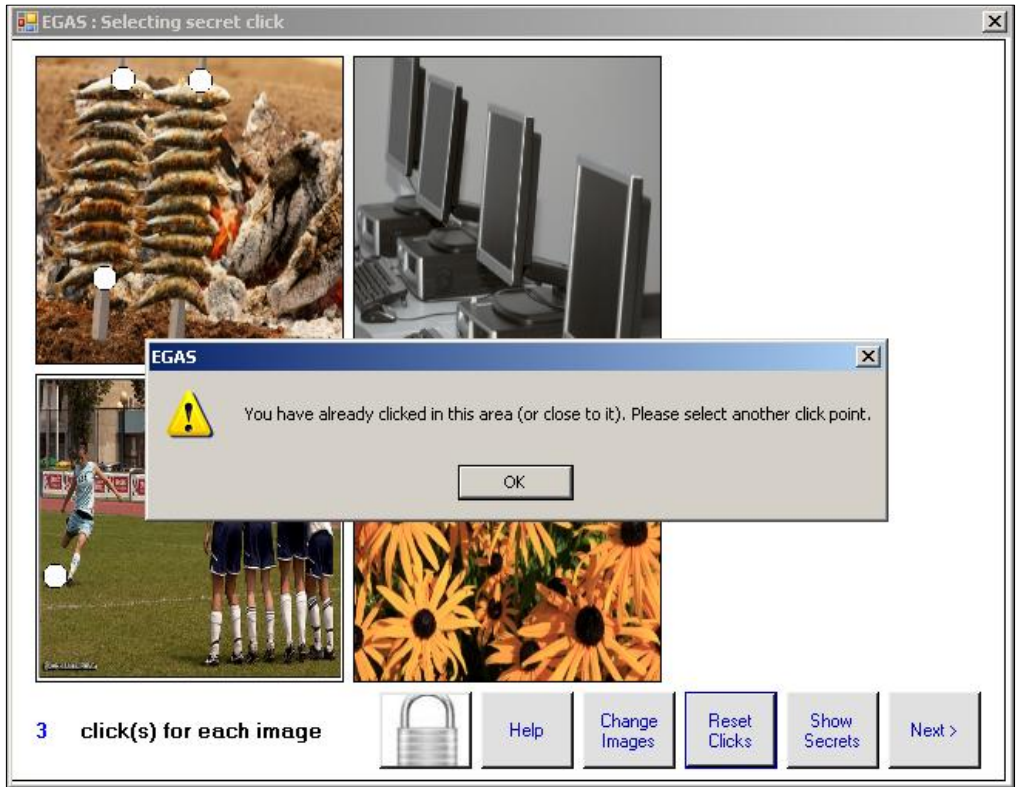 EGAS : Selecting secret click
EGAS
You have already clicked in this area (or close to it). Please select another click point.
OK
3 click(s) for each image
Help
Change
Images
Reset
Clicks
Show
Secrets
Next >